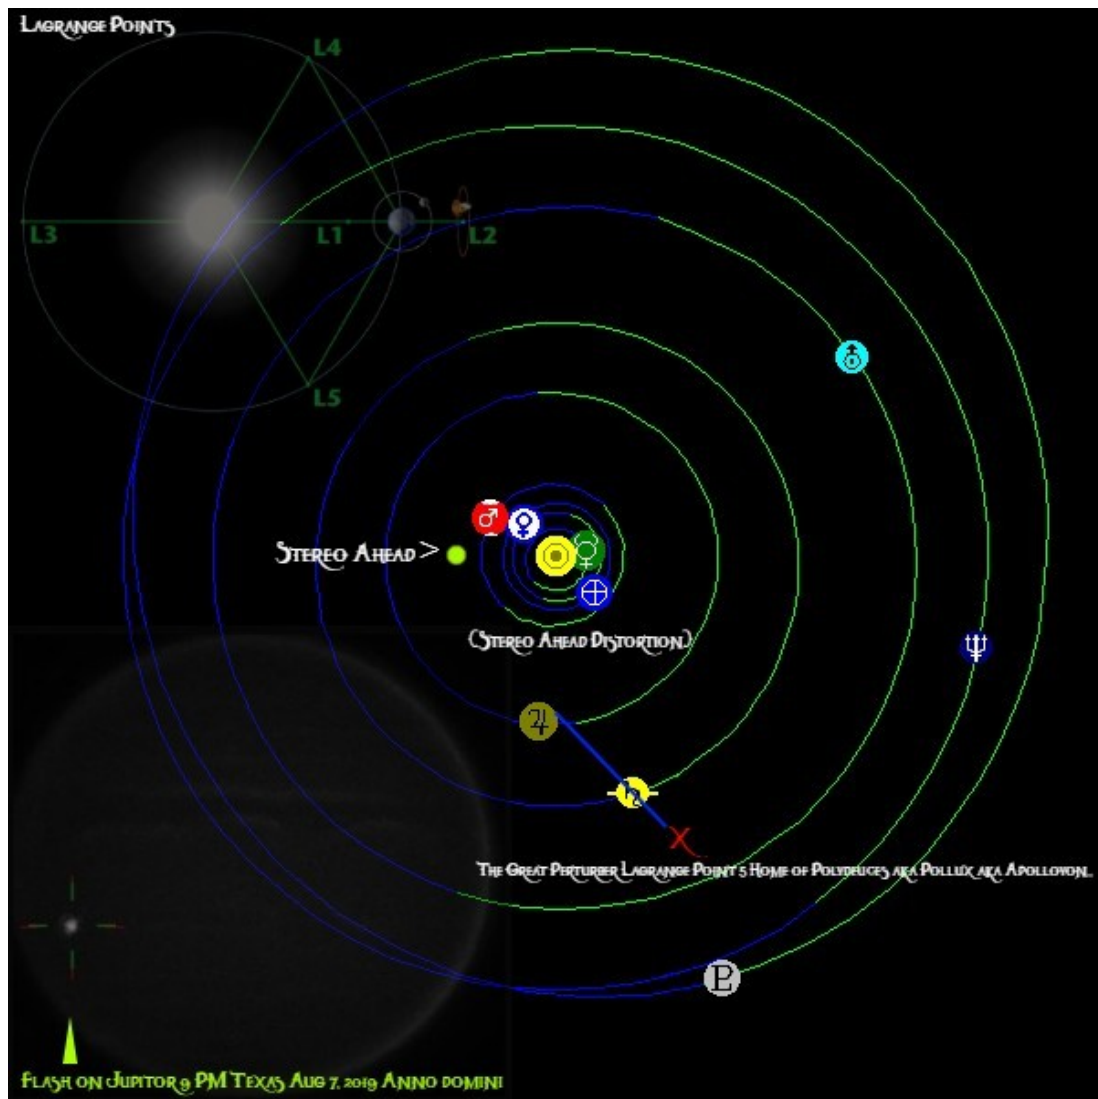 Lagrange Points
L4
L3
L1
L2
L5
Stereo Ahead >
(Stereo Ahead Distortion)
X
The Great Perturber Lagrange Point 5 Home of Polydeuces aka Pollux aka Apolloyon..
Flash on Jupitor 9 PM Texas Aug 7, 2019 Anno domini